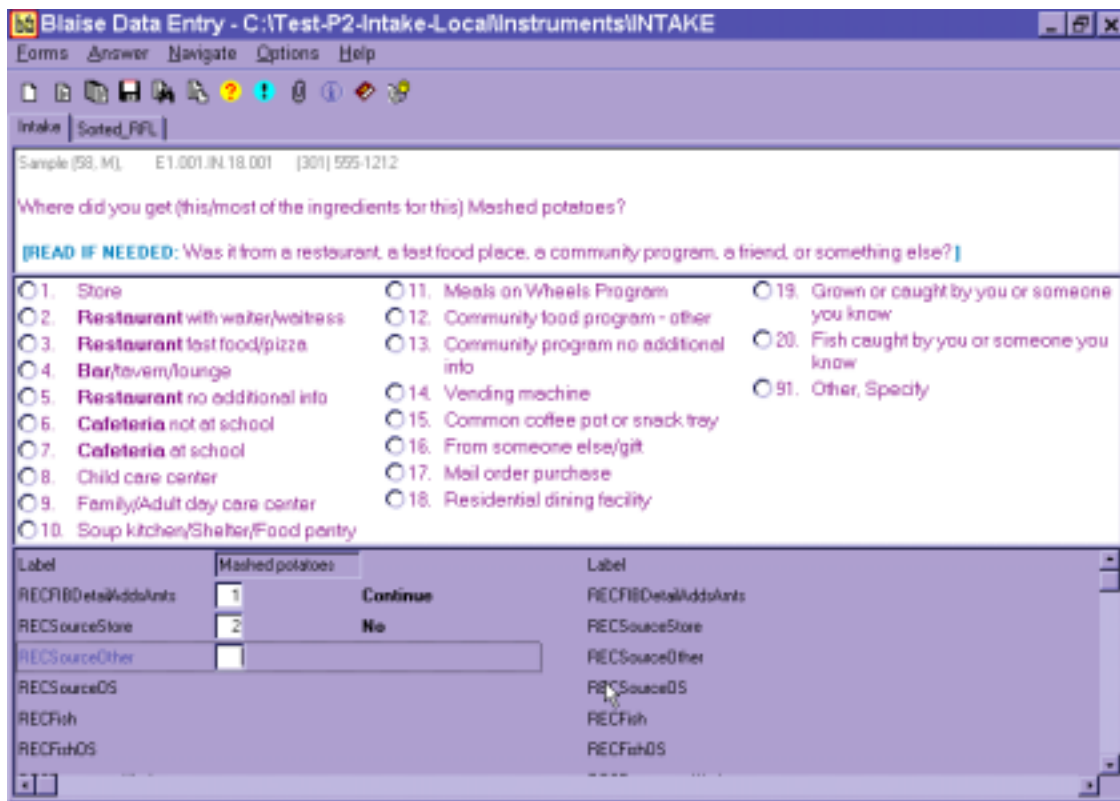 Blaise Data Entry - C:\Test-P2-Intake-Local\Instruments\INTAKE
Forms Answer Navigate Options Help
Intake Sorted_RFL
Sample (58, M), E1.001.IN.18.001 (301) 555-1212
Where did you get (this/most of the ingredients for this) Mashed potatoes?
[READ IF NEEDED: Was it from a restaurant, a fast food place, a community program, a friend, or something else?]
1. Store
2. Restaurant with waiter/waitress
3. Restaurant fast food/pizza
4. Bar/tavern/lounge
5. Restaurant no additional info
6. Cafeteria not at school
7. Cafeteria at school
8. Child care center
9. Family/Adult day care center
10. Soup kitchen/Shelter/Food pantry
11. Meals on Wheels Program
12. Community food program - other
13. Community program no additional
info
14. Vending machine
15. Common coffee pot or snack tray
16. From someone else/gift
17. Mail order purchase
18. Residential dining facility
19. Grown or caught by you or someone
you know
20. Fish caught by you or someone you
know
91. Other, Specify
Label Mashed potatoes Label
RECFIBDetailAddsAmts 1 Continue RECFIBDetailAddsAmts
RECSourceStore 2 No RECSourceStore
RECSourceOther RECSourceOther
RECSourceOS RECSourceOS
RECFish RECFish
RECFishOS RECFishOS